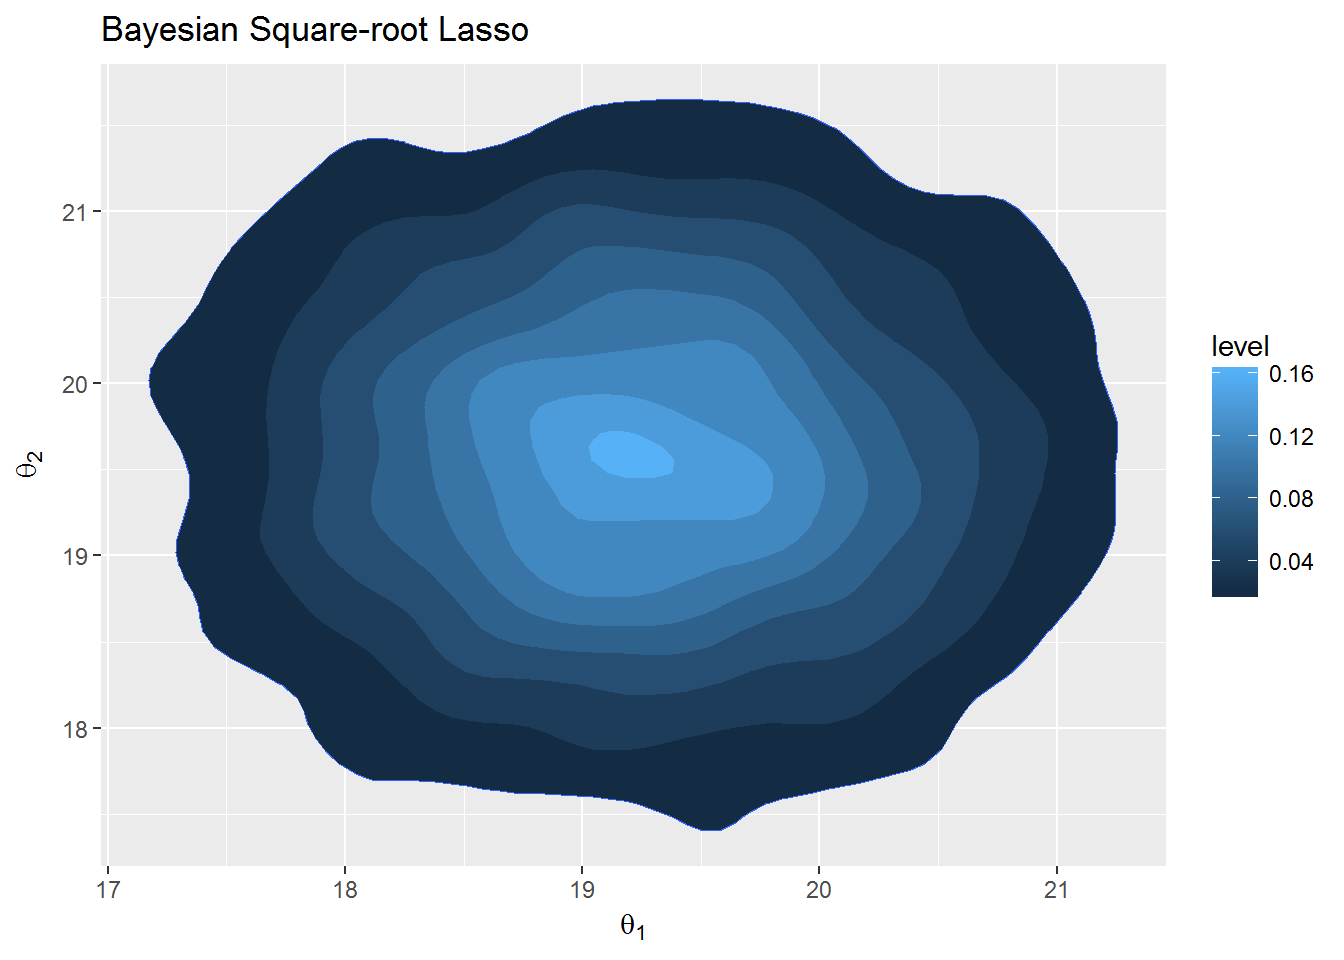 Bayesian Square-root Lasso
θ2
21
20
19
18
17 18 19 20 21
θ1
level
0.16
0.12
0.08
0.04